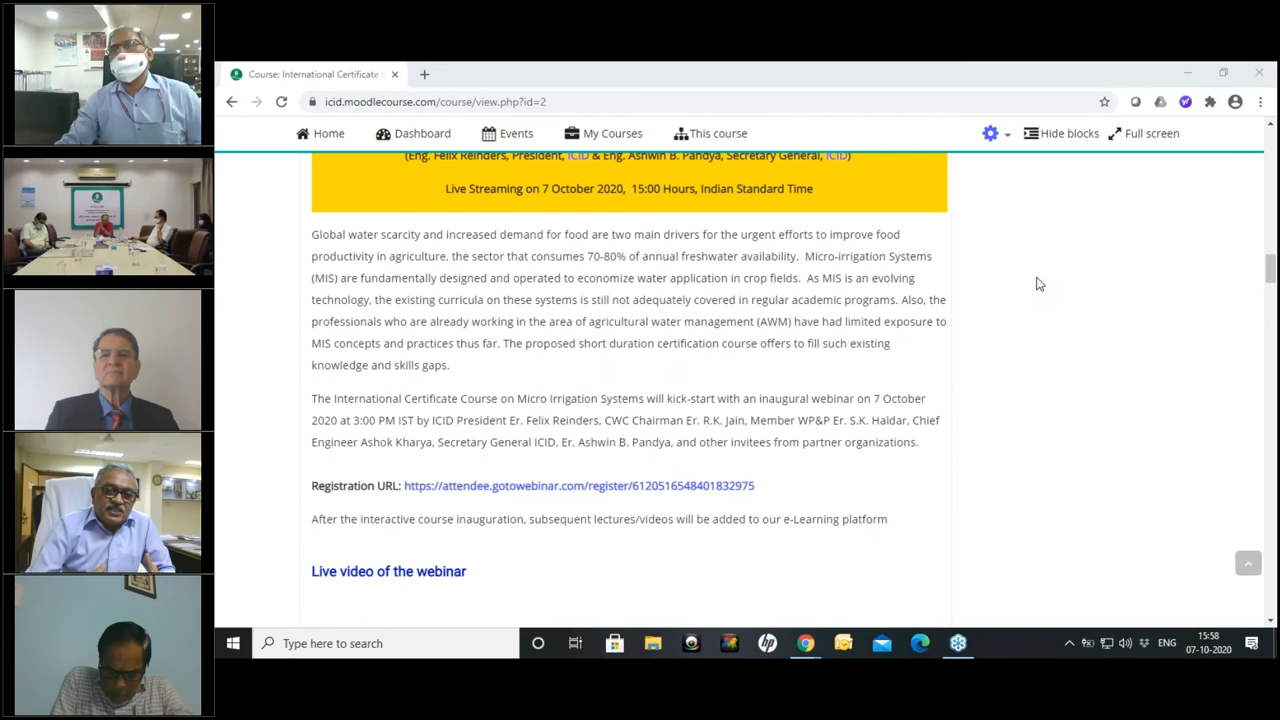 Course: International Certificate C
icid.moodlecourse.com/course/view.php?id=2
Home Dashboard Events My Courses This course Hide blocks Full screen
(Eng. Felix Reinders, President, ICID & Eng. Ashwin B. Pandya, Secretary General, ICID)
Live Streaming on 7 October 2020, 15:00 Hours, Indian Standard Time
Global water scarcity and increased demand for food are two main drivers for the urgent efforts to improve food
productivity in agriculture, the sector that consumes 70-80% of annual freshwater availability. Micro-irrigation Systems
(MIS) are fundamentally designed and operated to economize water application in crop fields. As MIS is an evolving
technology, the existing curricula on these systems is still not adequately covered in regular academic programs. Also, the
professionals who are already working in the area of agricultural water management (AWM) have had limited exposure to
MIS concepts and practices thus far. The proposed short duration certification course offers to fill such existing
knowledge and skills gaps.
The International Certificate Course on Micro Irrigation Systems will kick-start with an inaugural webinar on 7 October
2020 at 3:00 PM IST by ICID President Er. Felix Reinders, CWC Chairman Er. R.K. Jain, Member WP&P Er. S.K. Haldar, Chief
Engineer Ashok Kharya, Secretary General ICID, Er. Ashwin B. Pandya, and other invitees from partner organizations.
Registration URL: https://attendee.gotowebinar.com/register/6120516548401832975
After the interactive course inauguration, subsequent lectures/videos will be added to our e-Learning platform
Live video of the webinar
Type here to search
hp
ENG
15:58
07-10-2020